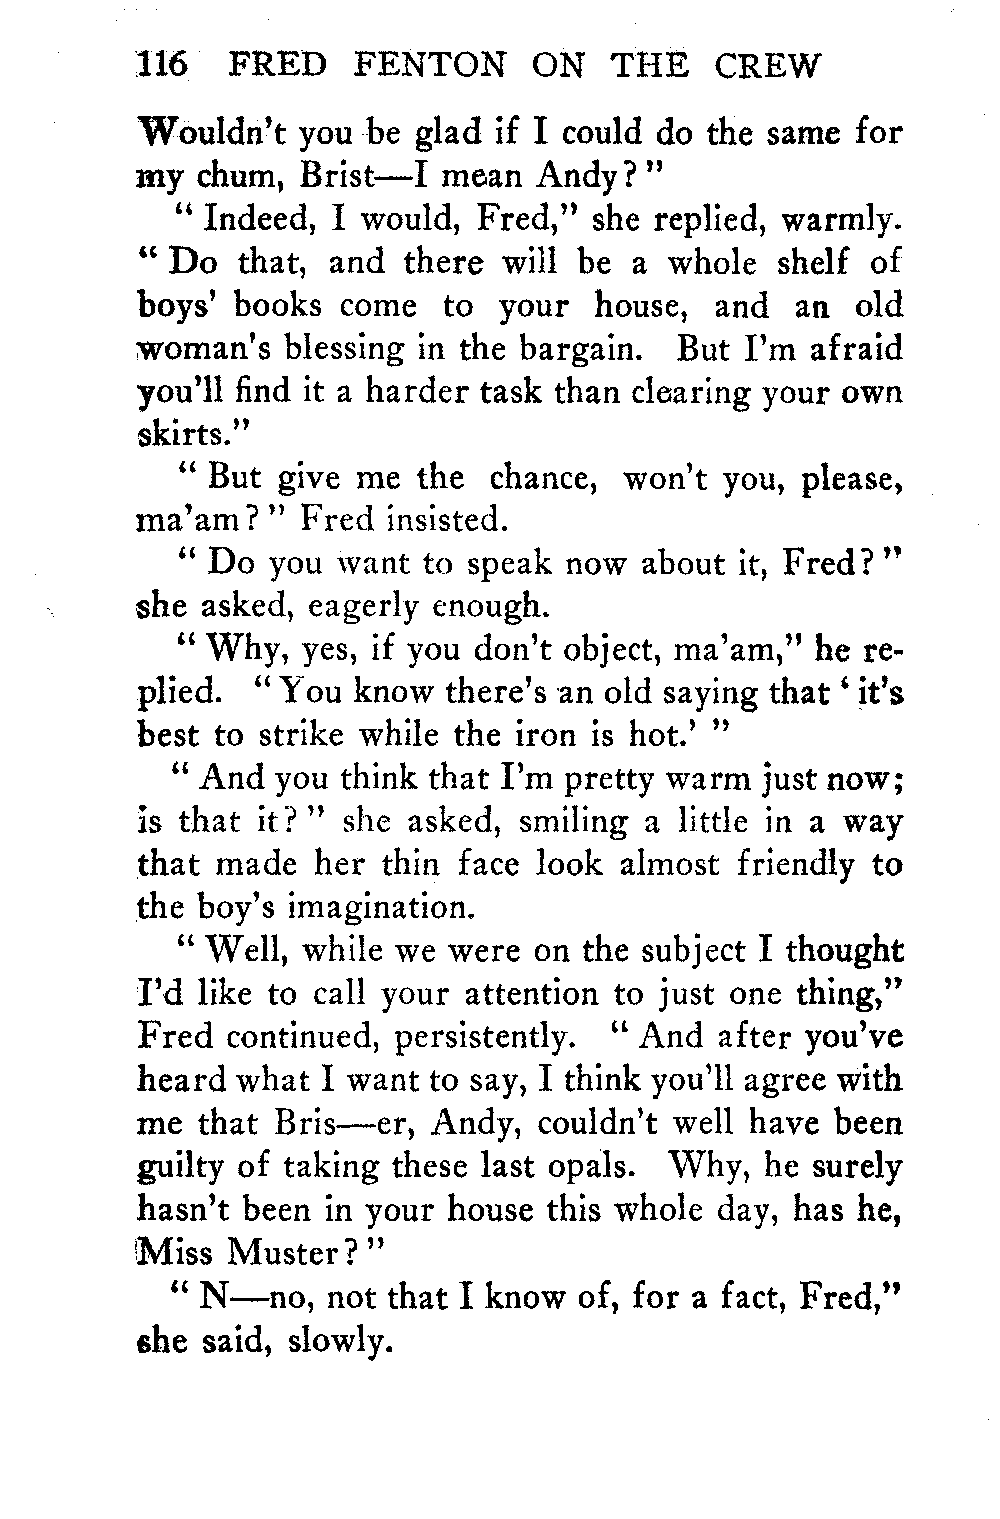 116 FRED FENTON ON THE CREW
Wouldn't you be glad if I could do the same for
my chum, Brist—I mean Andy?"
"Indeed, I would, Fred," she replied, warmly.
"Do that, and there will be a whole shelf of
boys' books come to your house, and an old
woman's blessing in the bargain. But I'm afraid
you'll find it a harder task than clearing your own
skirts."
"But give me the chance, won't you, please,
ma'am?" Fred insisted.
"Do you want to speak now about it, Fred?"
she asked, eagerly enough.
"Why, yes, if you don't object, ma'am," he re-
plied. "You know there's an old saying that 'it's
best to strike while the iron is hot.'"
"And you think that I'm pretty warm just now;
is that it?" she asked, smiling a little in a way
that made her thin face look almost friendly to
the boy's imagination.
"Well, while we were on the subject I thought
I'd like to call your attention to just one thing,"
Fred continued, persistently. "And after you've
heard what I want to say, I think you'll agree with
me that Bris—er, Andy, couldn't well have been
guilty of taking these last opals. Why, he surely
hasn't been in your house this whole day, has he,
Miss Muster?"
"N—no, not that I know of, for a fact, Fred,"
she said, slowly.